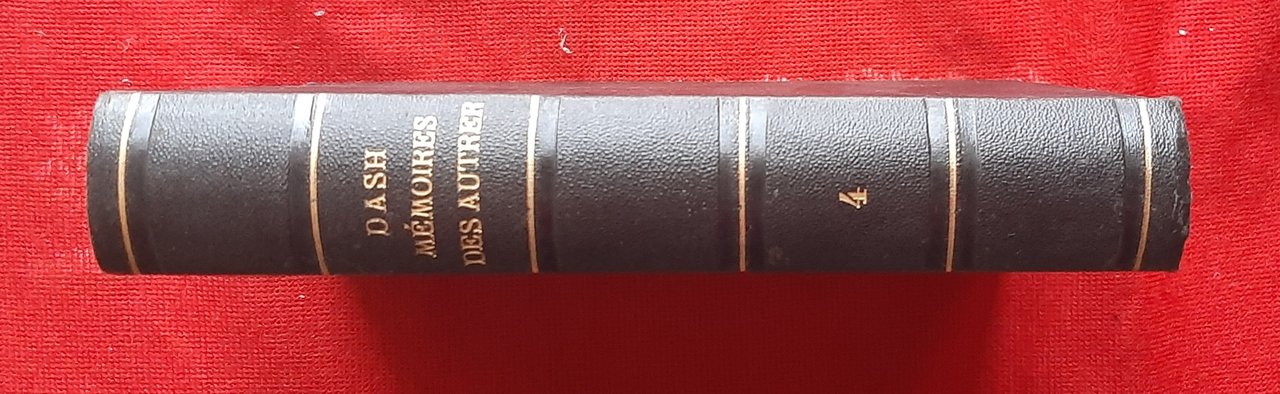 DASH
MÉMOIRES
DES AUTRER
4